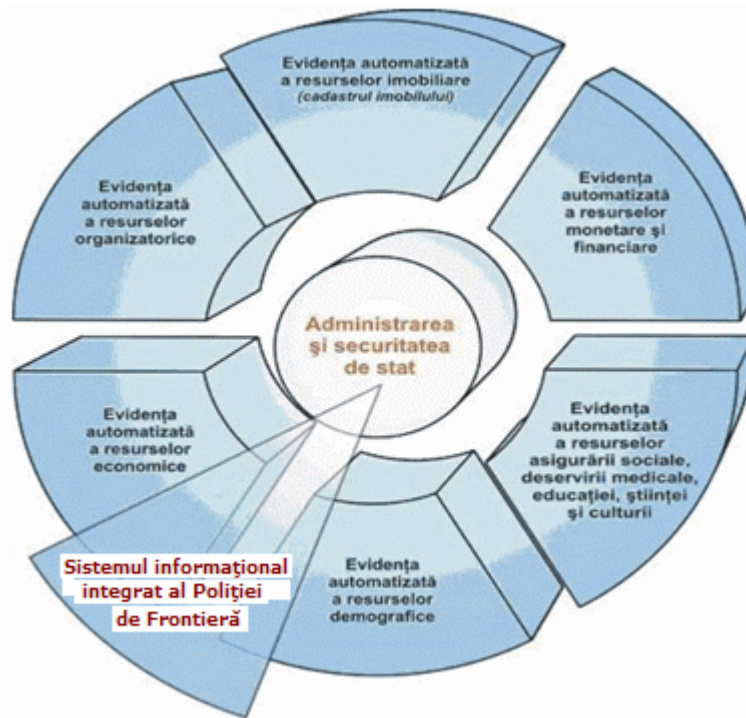 Evidența automatizată
a resurselor imobiliare
(cadastrul imobilului)
Evidența
automatizată
a resurselor
organizatorice
Evidența
automatizată
a resurselor
monetare și
financiare
Administrarea
și securitatea
de stat
Evidența
automatizată
a resurselor
economice
Evidența
automatizată
a resurselor
asigurării sociale,
deservirii medicale,
educației, științei
și culturii
Sistemul informațional
integrat al Poliției
de Frontieră
Evidența
automatizată
a resurselor
demografice